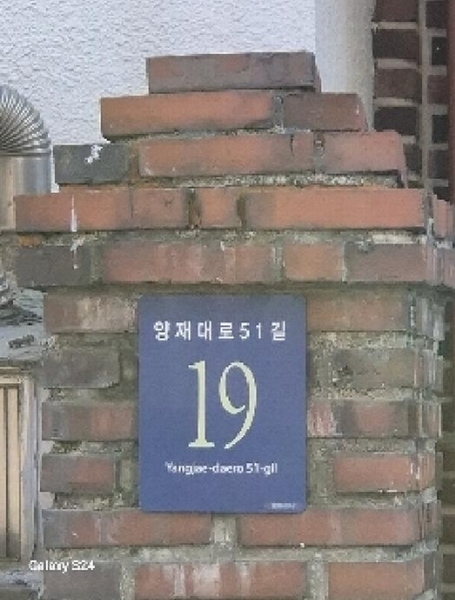 양재대로51길
19
Yangjae-daero 51-gil
Galaxy S24